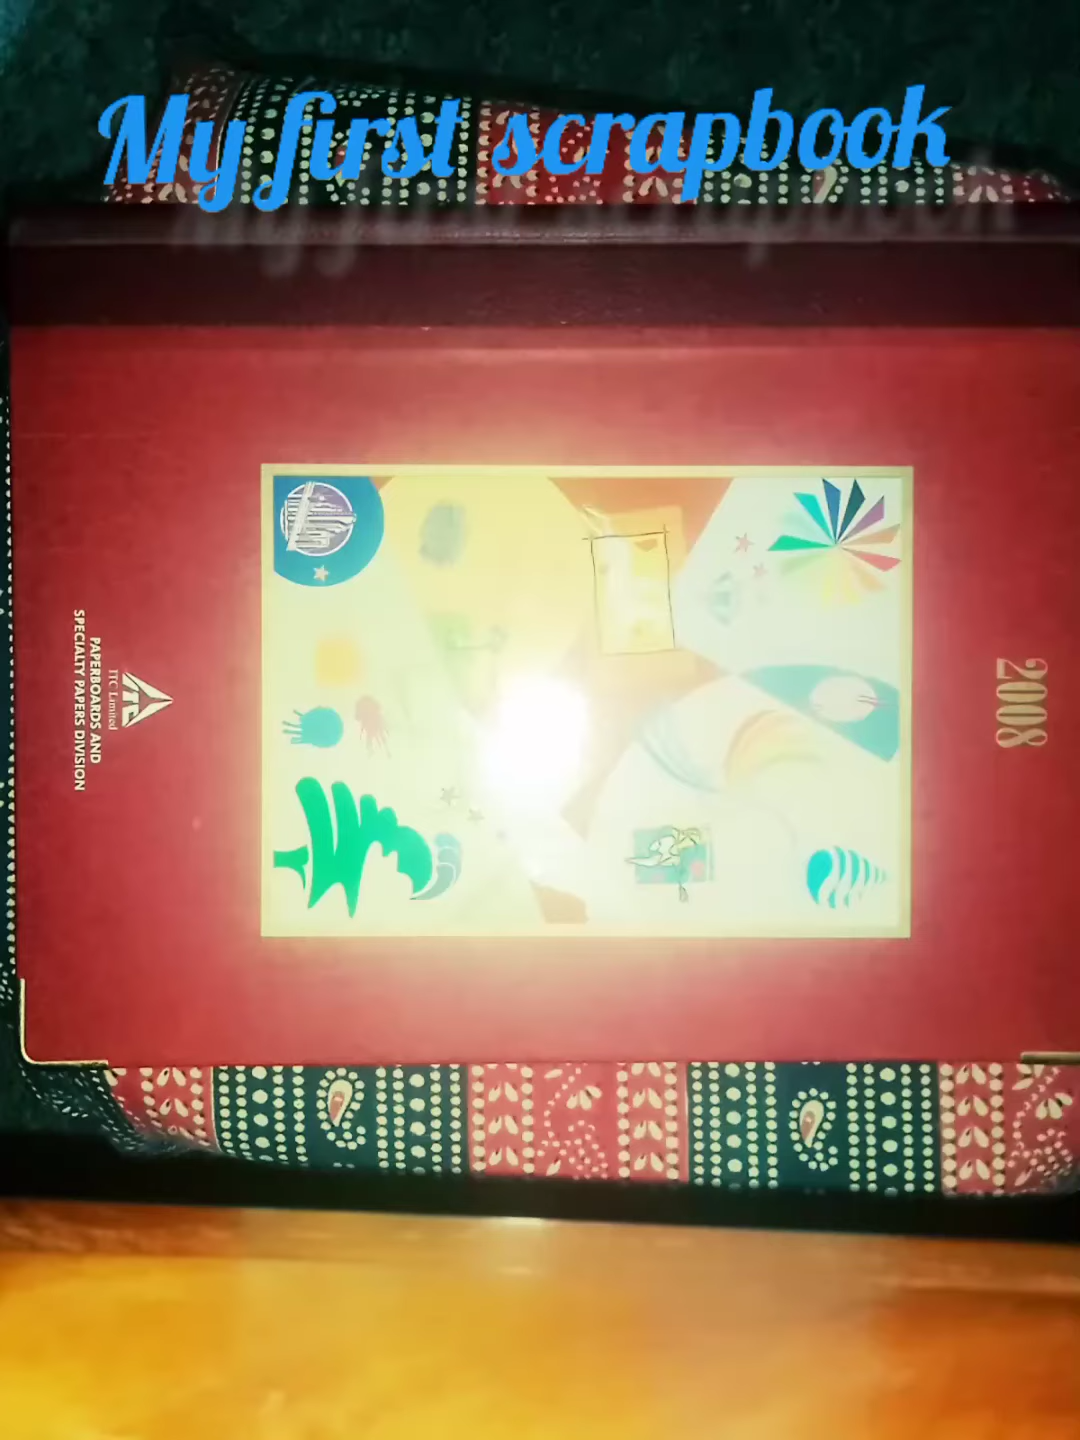 My first scrapbook
2008
ITC Limited
PAPERBOARDS AND
SPECIALTY PAPERS DIVISION